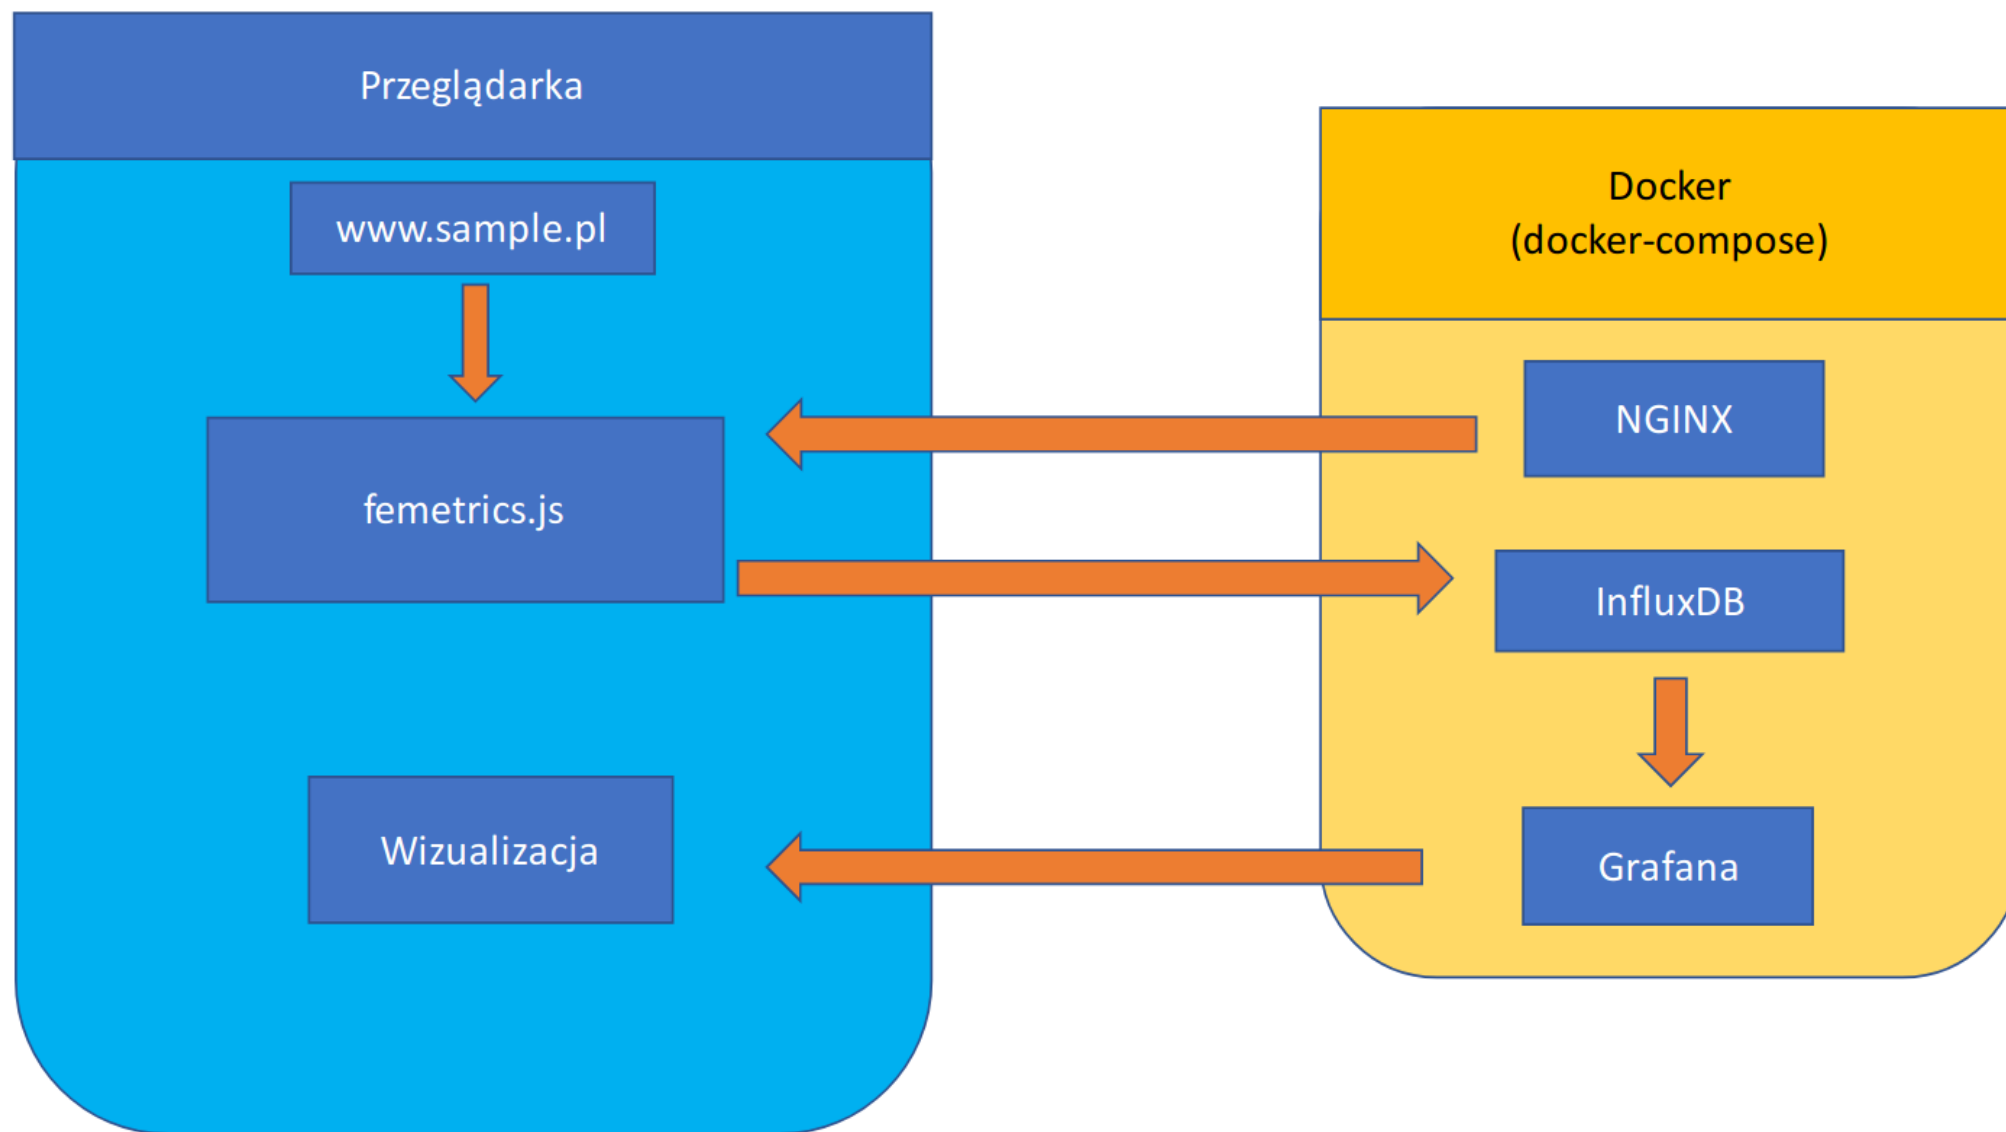 Przeglądarka
www.sample.pl
femetrics.js
Wizualizacja
Docker
(docker-compose)
NGINX
InfluxDB
Grafana